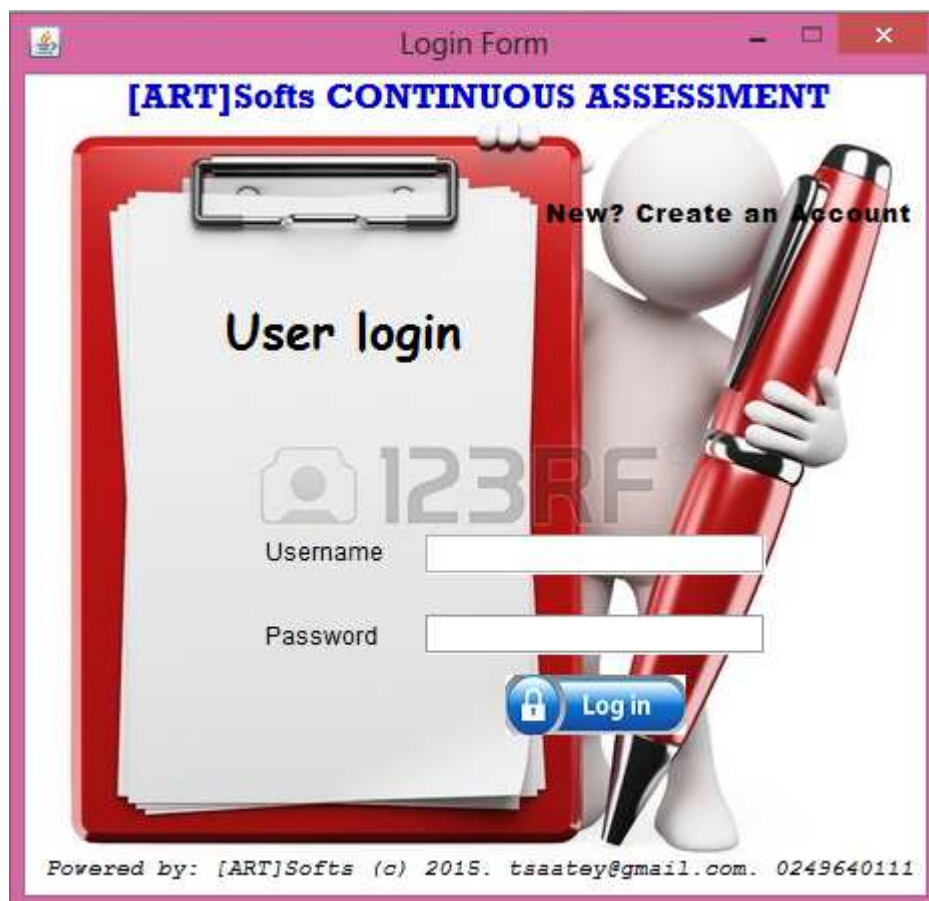 Login Form
[ART]Softs CONTINUOUS ASSESSMENT
New? Create an Account
User login
123RF
Username
Password
Log in
Powered by: [ART]Softs (c) 2015. tsaatey@gmail.com. 0249640111